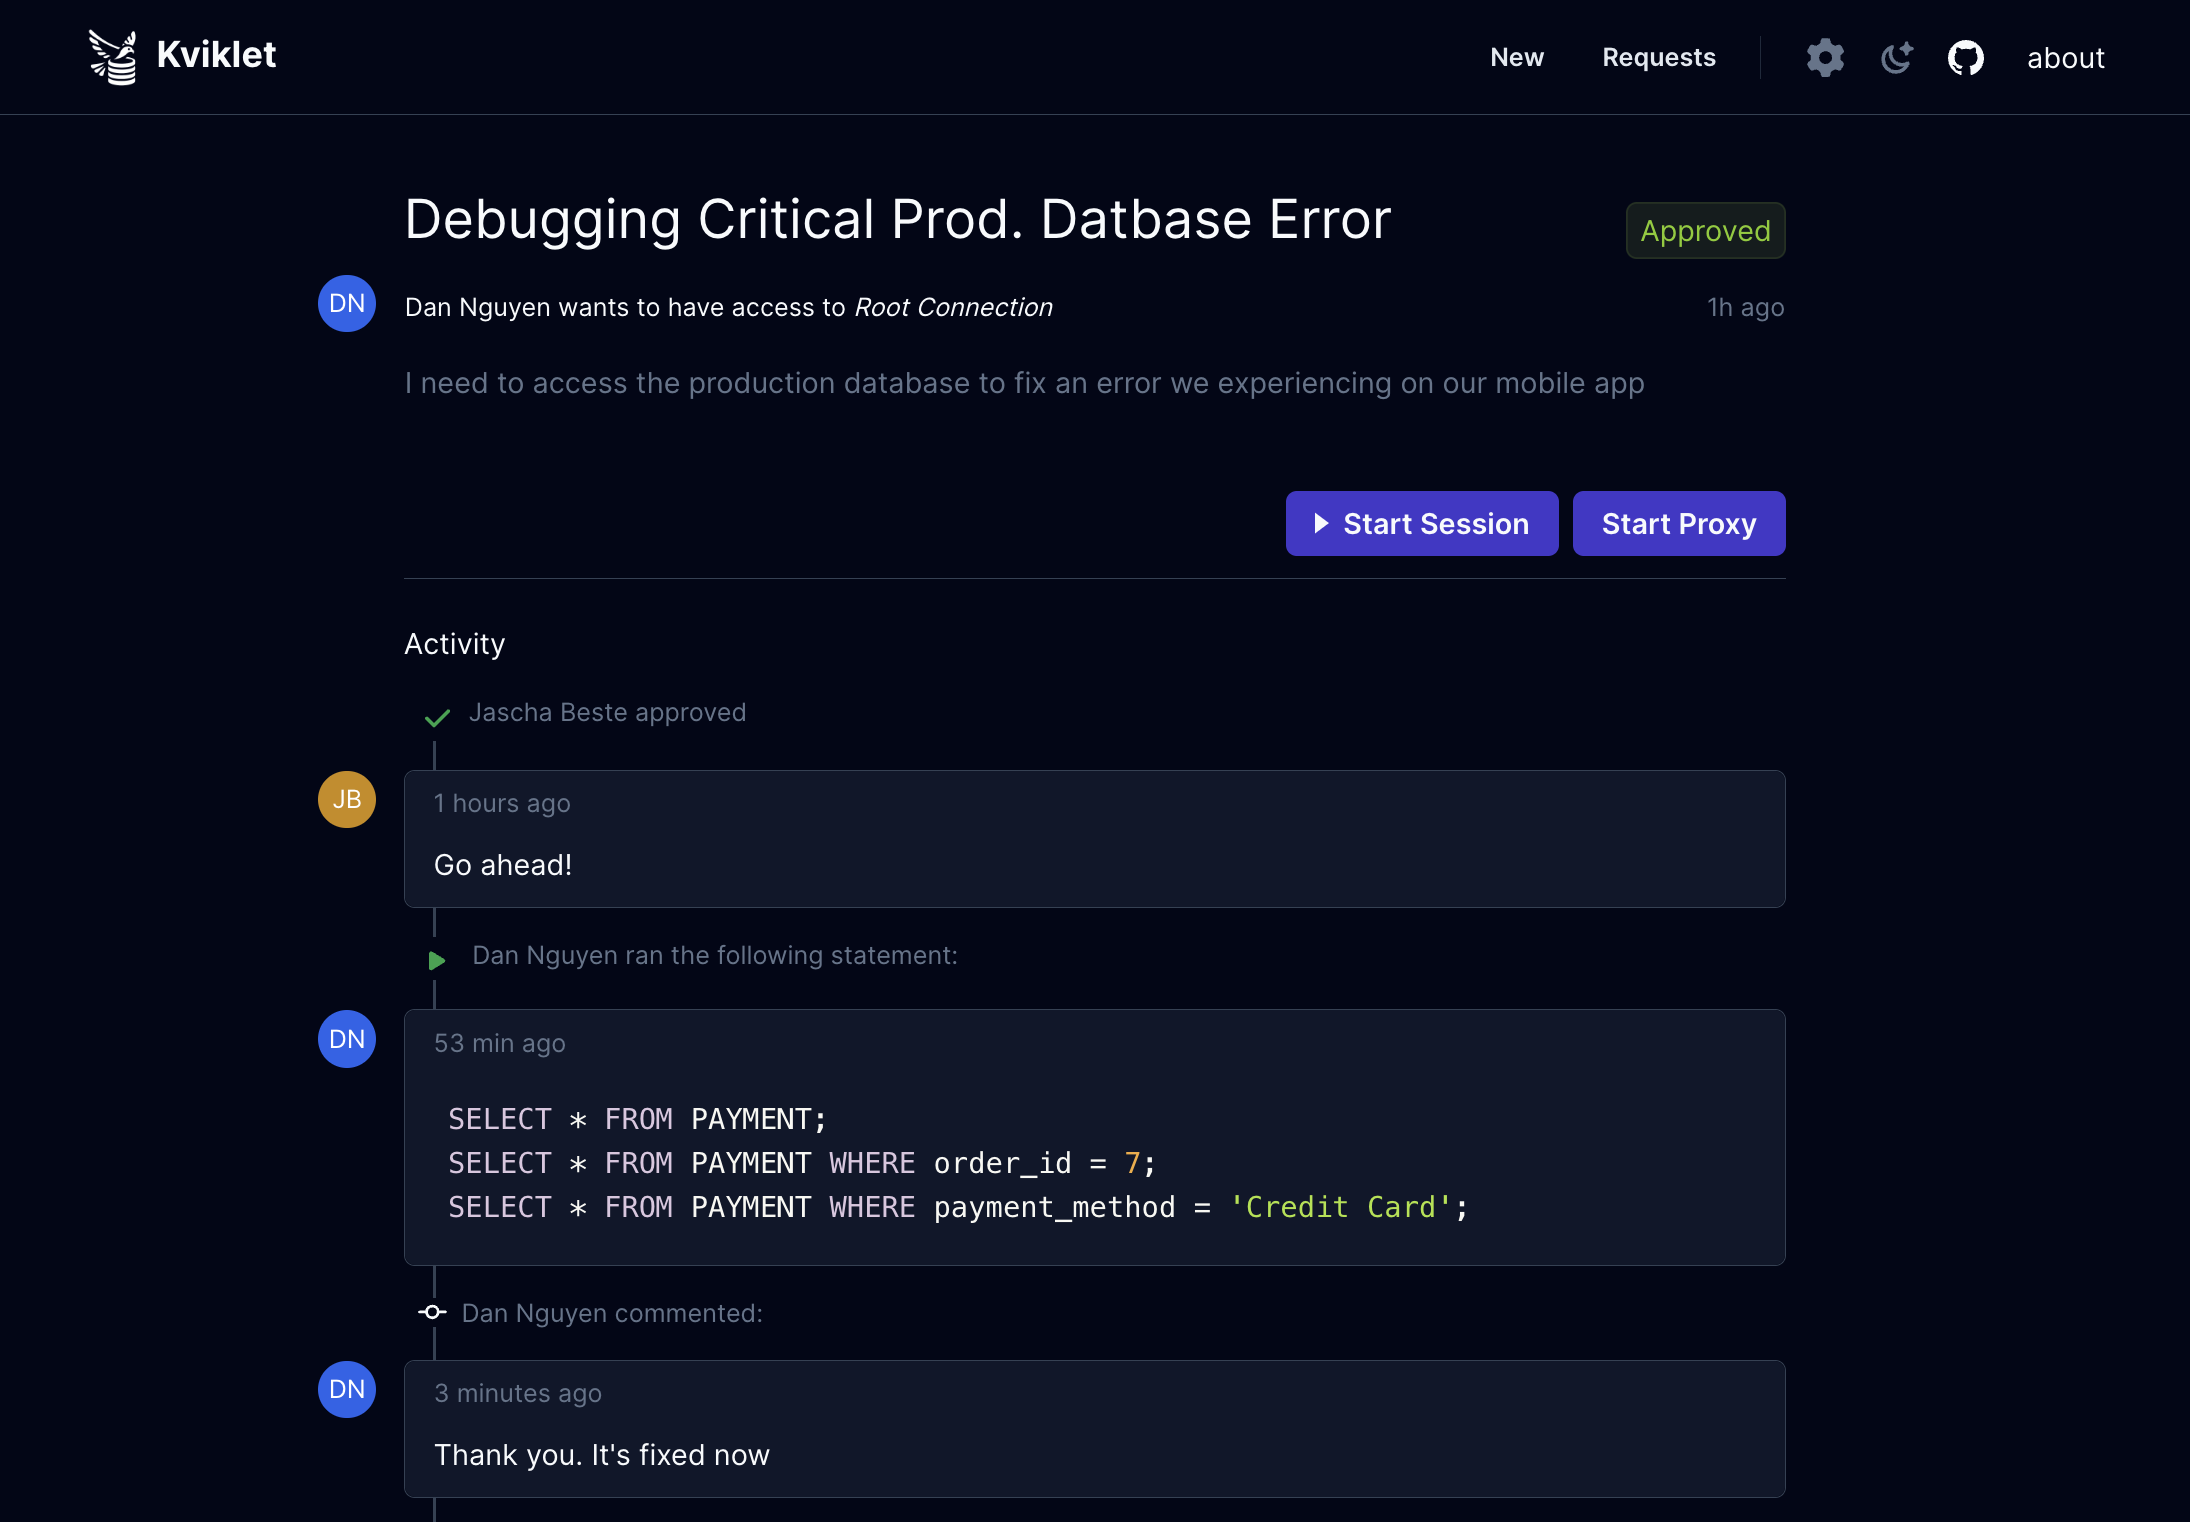 Kviklet
New Requests about
Debugging Critical Prod. Datbase Error
Approved
DN
Dan Nguyen wants to have access to Root Connection
1h ago
I need to access the production database to fix an error we experiencing on our mobile app
Start Session
Start Proxy
Activity
Jascha Beste approved
JB
1 hours ago
Go ahead!
Dan Nguyen ran the following statement:
DN
53 min ago
SELECT * FROM PAYMENT;
SELECT * FROM PAYMENT WHERE order_id = 7;
SELECT * FROM PAYMENT WHERE payment_method = 'Credit Card';
Dan Nguyen commented:
DN
3 minutes ago
Thank you. It's fixed now